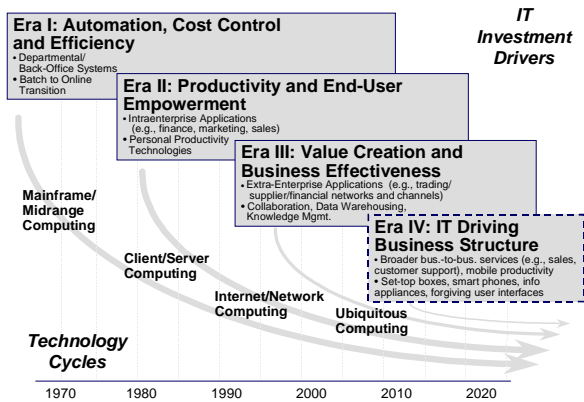 IT
Investment
Drivers
Era I: Automation, Cost Control
and Efficiency
• Departmental/
Back-Office Systems
• Batch to Online
Transition
Era II: Productivity and End-User
Empowerment
• Intraenterprise Applications
(e.g., finance, marketing, sales)
• Personal Productivity
Technologies
Era III: Value Creation and
Business Effectiveness
• Extra-Enterprise Applications (e.g., trading/
supplier/financial networks and channels)
• Collaboration, Data Warehousing,
Knowledge Mgmt.
Era IV: IT Driving
Business Structure
• Broader bus.-to-bus. services (e.g., sales,
customer support), mobile productivity
• Set-top boxes, smart phones, info
appliances, forgiving user interfaces
Mainframe/
Midrange
Computing
Client/Server
Computing
Internet/Network
Computing
Ubiquitous
Computing
Technology
Cycles
1970 1980 1990 2000 2010 2020